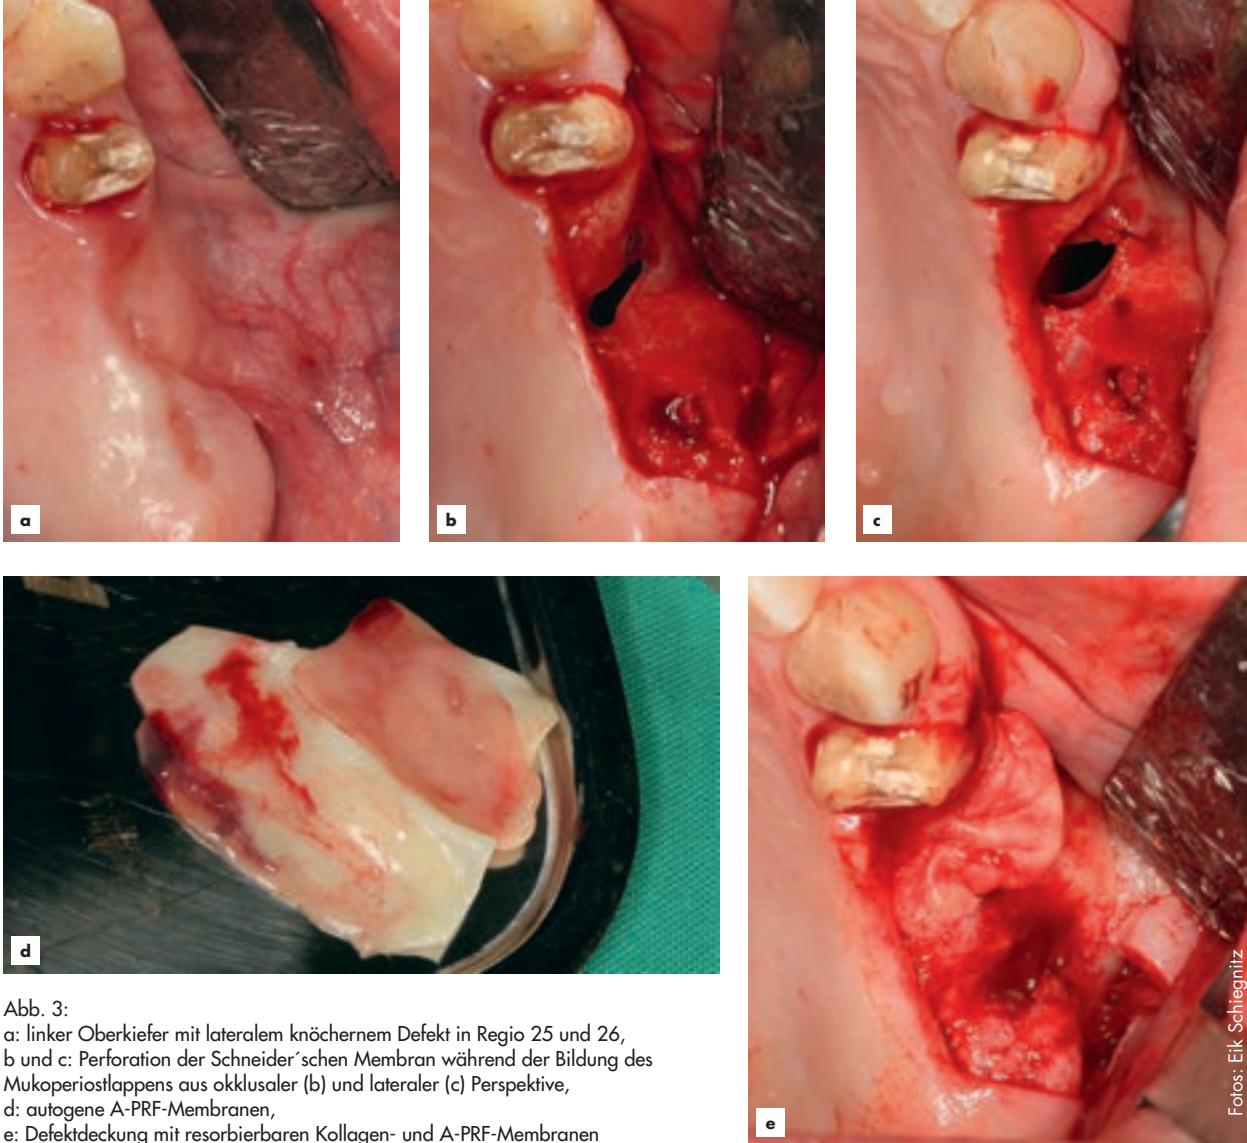 a
b
c
d
e
Abb. 3:
a: linker Oberkiefer mit lateralem knöchernem Defekt in Regio 25 und 26,
b und c: Perforation der Schneider´schen Membran während der Bildung des
Mukoperiostlappens aus okklusaler (b) und lateraler (c) Perspektive,
d: autogene A-PRF-Membranen,
e: Defektdeckung mit resorbierbaren Kollagen- und A-PRF-Membranen
Fotos: Eik Schiegnitz